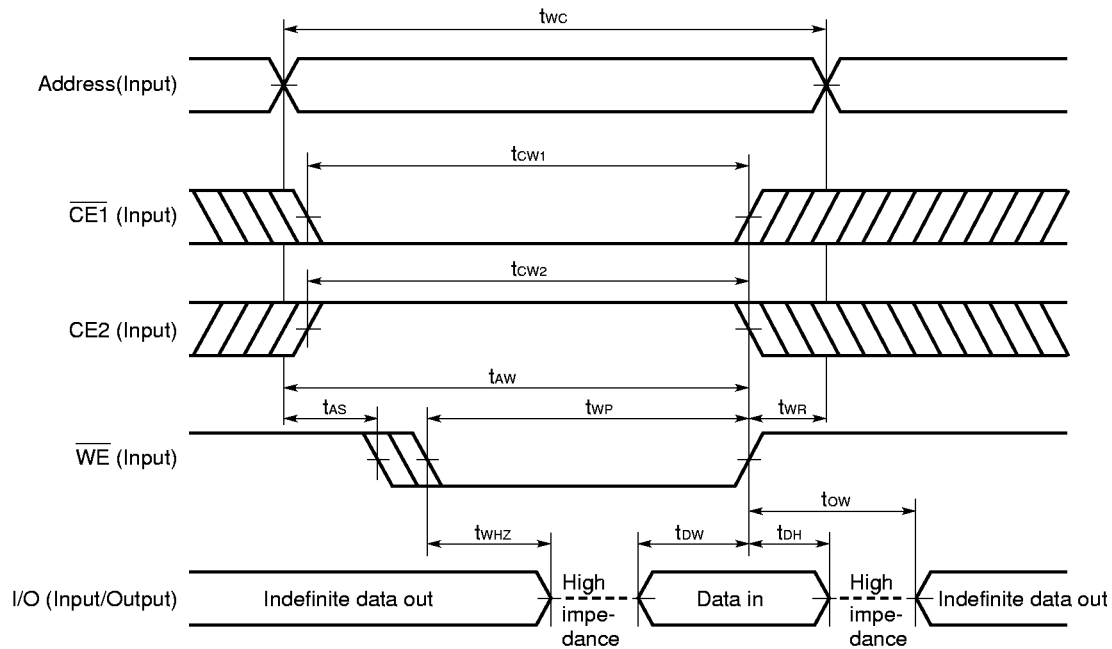 tWC
Address(Input)
tCW1
CE1 (Input)
tCW2
CE2 (Input)
tAW
tAS
tWP
tWR
WE (Input)
tOW
tWHZ
tDW
tDH
I/O (Input/Output)
Indefinite data out
High
impe-
dance
Data in
High
impe-
dance
Indefinite data out